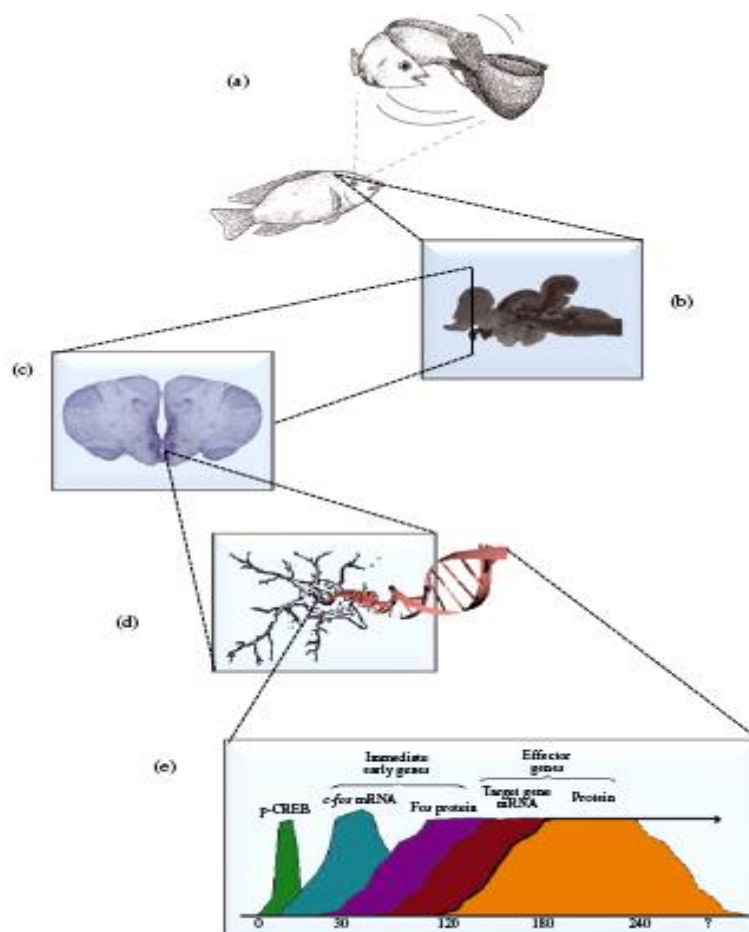 (a)
(b)
(c)
(d)
(e)
Immediate
early genes
Effector
genes
p-CREB
c-fos mRNA
Fos protein
Target gene
mRNA
Protein
0 30 120 180 240 ?